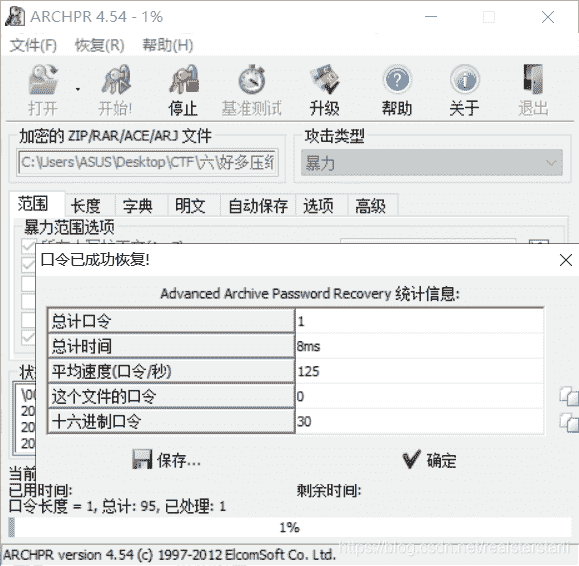 ARCHPR 4.54 - 1%
文件(F) 恢复(R) 帮助(H)
打开 开始! 停止 基准测试 升级 帮助 关于 退出
加密的 ZIP/RAR/ACE/ARJ 文件 攻击类型
C:\Users\ASUS\Desktop\CTF\六\好多压缩 暴力
范围 长度 字典 明文 自动保存 选项 高级
暴力范围选项
口令已成功恢复!
Advanced Archive Password Recovery 统计信息:
总计口令 1
总计时间 8ms
平均速度(口令/秒) 125
这个文件的口令 0
十六进制口令 30
保存... 确定
状
\0
20
20
20
当前
已用时间: 剩余时间:
口令长度 = 1, 总计: 95, 已处理: 1
1%
ARCHPR version 4.54 (c) 1997-2012 ElcomSoft Co. Ltd.